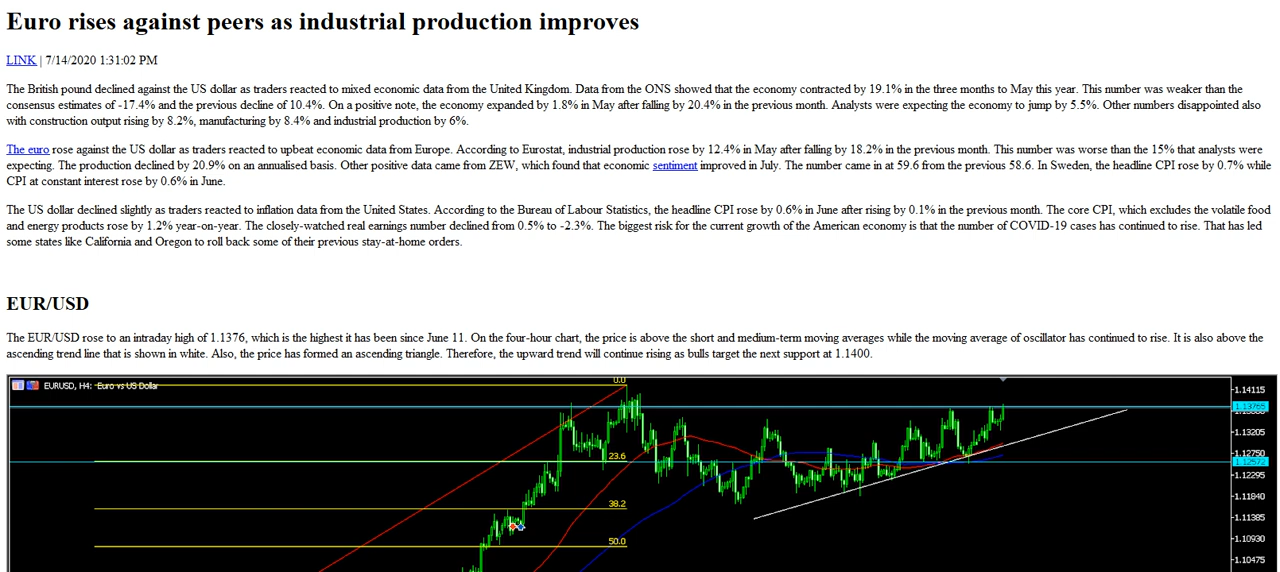 Euro rises against peers as industrial production improves
LINK | 7/14/2020 1:31:02 PM
The British pound declined against the US dollar as traders reacted to mixed economic data from the United Kingdom. Data from the ONS showed that the economy contracted by 19.1% in the three months to May this year. This number was weaker than the
consensus estimates of -17.4% and the previous decline of 10.4%. On a positive note, the economy expanded by 1.8% in May after falling by 20.4% in the previous month. Analysts were expecting the economy to jump by 5.5%. Other numbers disappointed also
with construction output rising by 8.2%, manufacturing by 8.4% and industrial production by 6%.
The euro rose against the US dollar as traders reacted to upbeat economic data from Europe. According to Eurostat, industrial production rose by 12.4% in May after falling by 18.2% in the previous month. This number was worse than the 15% that analysts were
expecting. The production declined by 20.9% on an annualised basis. Other positive data came from ZEW, which found that economic sentiment improved in July. The number came in at 59.6 from the previous 58.6. In Sweden, the headline CPI rose by 0.7% while
CPI at constant interest rose by 0.6% in June.
The US dollar declined slightly as traders reacted to inflation data from the United States. According to the Bureau of Labour Statistics, the headline CPI rose by 0.6% in June after rising by 0.1% in the previous month. The core CPI, which excludes the volatile food
and energy products rose by 1.2% year-on-year. The closely-watched real earnings number declined from 0.5% to -2.3%. The biggest risk for the current growth of the American economy is that the number of COVID-19 cases has continued to rise. That has led
some states like California and Oregon to roll back some of their previous stay-at-home orders.
EUR/USD
The EUR/USD rose to an intraday high of 1.1376, which is the highest it has been since June 11. On the four-hour chart, the price is above the short and medium-term moving averages while the moving average of oscillator has continued to rise. It is also above the
ascending trend line that is shown in white. Also, the price has formed an ascending triangle. Therefore, the upward trend will continue rising as bulls target the next support at 1.1400.
EURUSD, H4: Euro vs US Dollar
0.0
1.14115
1.13765
1.13205
23.6
1.12750
1.12572
1.12295
1.11840
38.2
1.11385
50.0
1.10930
1.10475